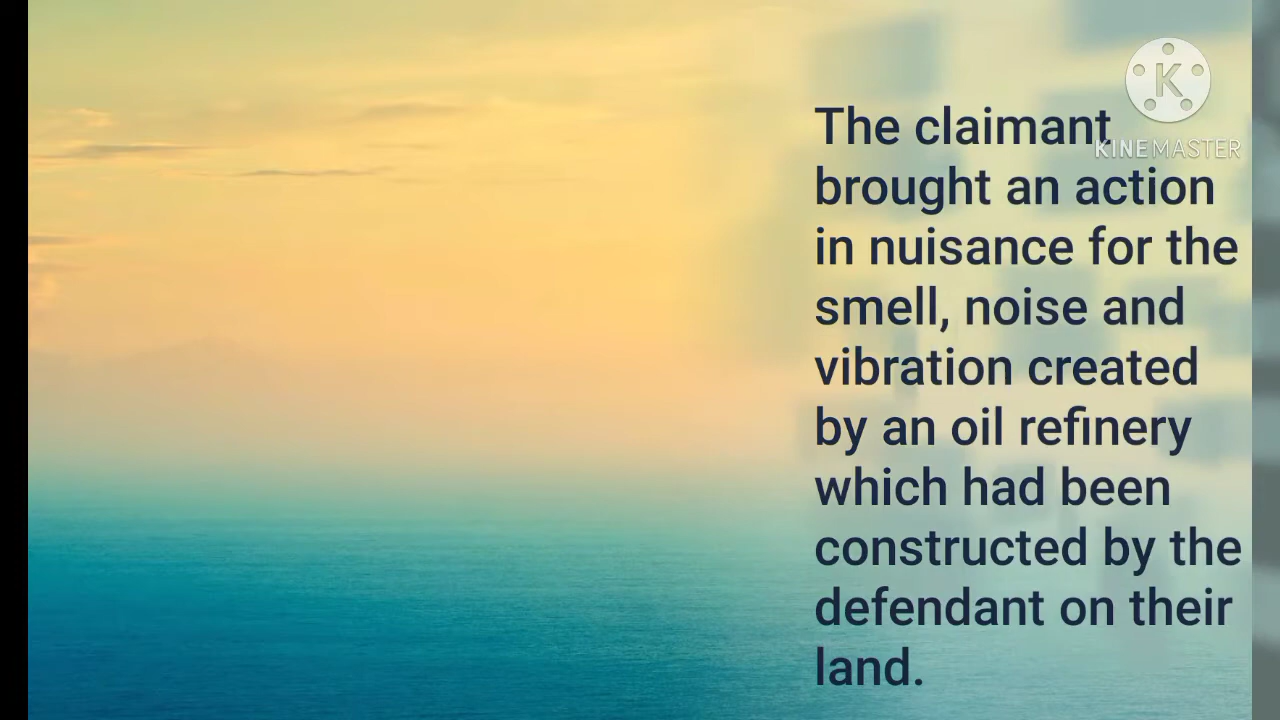 The claimant
KINEMASTER
brought an action
in nuisance for the
smell, noise and
vibration created
by an oil refinery
which had been
constructed by the
defendant on their
land.